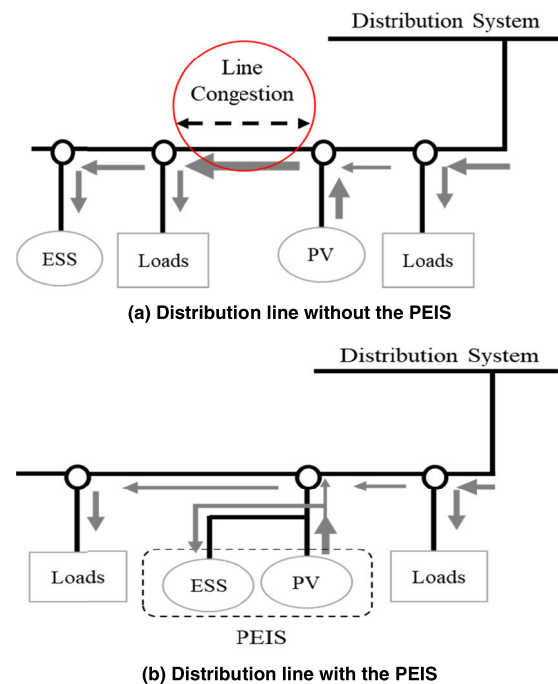 Distribution System
Line
Congestion
ESS
Loads
PV
Loads
(a) Distribution line without the PEIS
Distribution System
Loads
ESS
PV
Loads
PEIS
(b) Distribution line with the PEIS